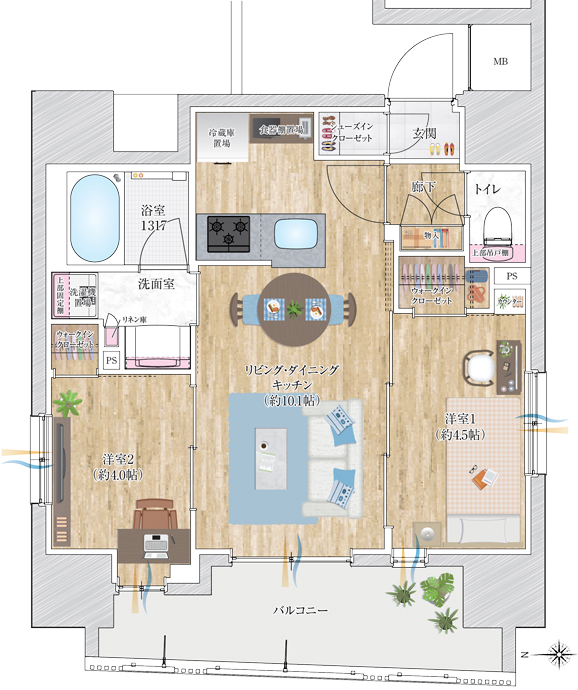 MB
冷蔵庫
置場
食器棚置場
シューズイン
クローゼット
玄関
浴室
1317
廊下
トイレ
物入
上部吊戸棚
PS
上部固定棚
洗濯機
置場
洗面室
リネン庫
ウォークイン
クローゼット
ウォークイン
クローゼット
PS
リビング・ダイニング
キッチン
(約10.1帖)
洋室1
(約4.5帖)
洋室2
(約4.0帖)
バルコニー
N